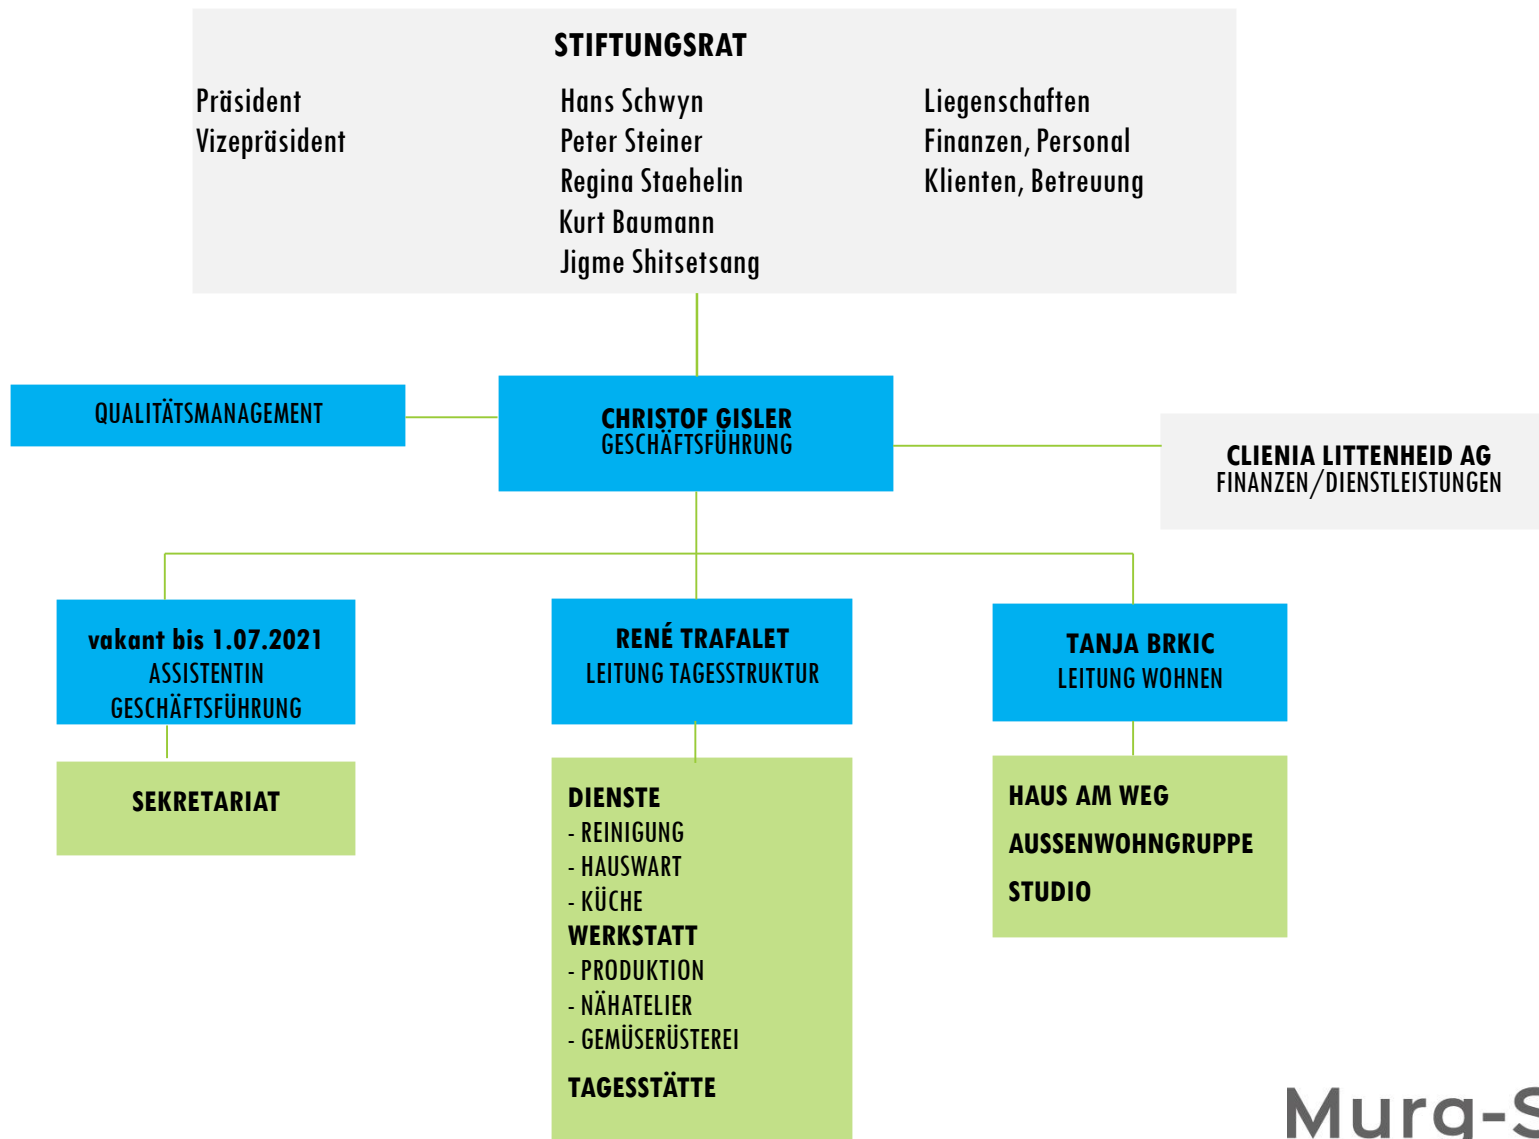 STIFTUNGSRAT
Präsident Hans Schwyn Liegenschaften
Vizepräsident Peter Steiner Finanzen, Personal
Regina Staehelin Klienten, Betreuung
Kurt Baumann
Jigme Shitsetsang
QUALITÄTSMANAGEMENT
CHRISTOF GISLER
GESCHÄFTSFÜHRUNG
CLIENIA LITTENHEID AG
FINANZEN/DIENSTLEISTUNGEN
vakant bis 1.07.2021
ASSISTENTIN
GESCHÄFTSFÜHRUNG
RENÉ TRAFALET
LEITUNG TAGESSTRUKTUR
TANJA BRKIC
LEITUNG WOHNEN
SEKRETARIAT
DIENSTE
- REINIGUNG
- HAUSWART
- KÜCHE
WERKSTATT
- PRODUKTION
- NÄHATELIER
- GEMÜSERÜSTEREI
TAGESSTÄTTE
HAUS AM WEG
AUSSENWOHNGRUPPE
STUDIO
Murg-S